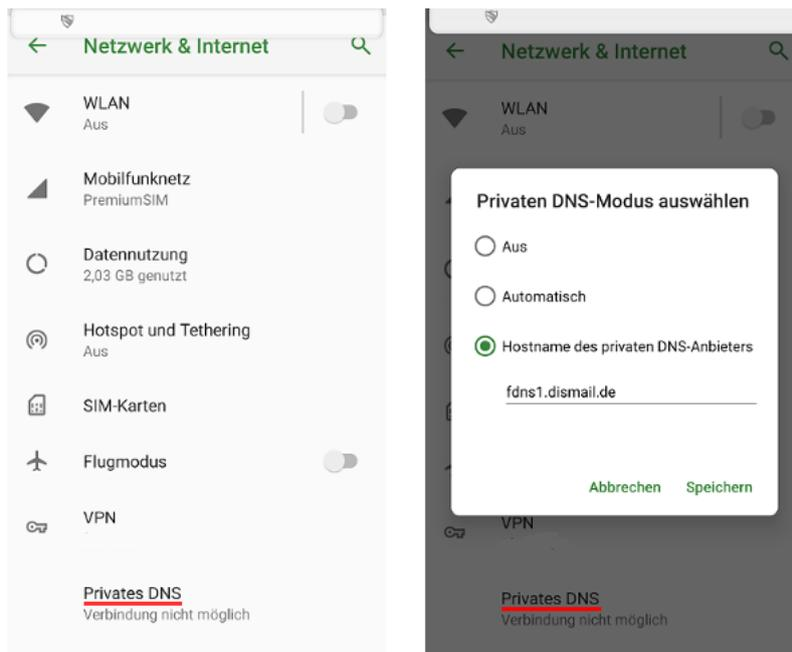 Netzwerk & Internet
WLAN
Aus
Mobilfunknetz
PremiumSIM
Datennutzung
2,03 GB genutzt
Hotspot und Tethering
Aus
SIM-Karten
Flugmodus
VPN
Privates DNS
Verbindung nicht möglich
Netzwerk & Internet
WLAN
Aus
Privaten DNS-Modus auswählen
Aus
Automatisch
Hostname des privaten DNS-Anbieters
fdns1.dismail.de
Abbrechen Speichern
VPN
Privates DNS
Verbindung nicht möglich